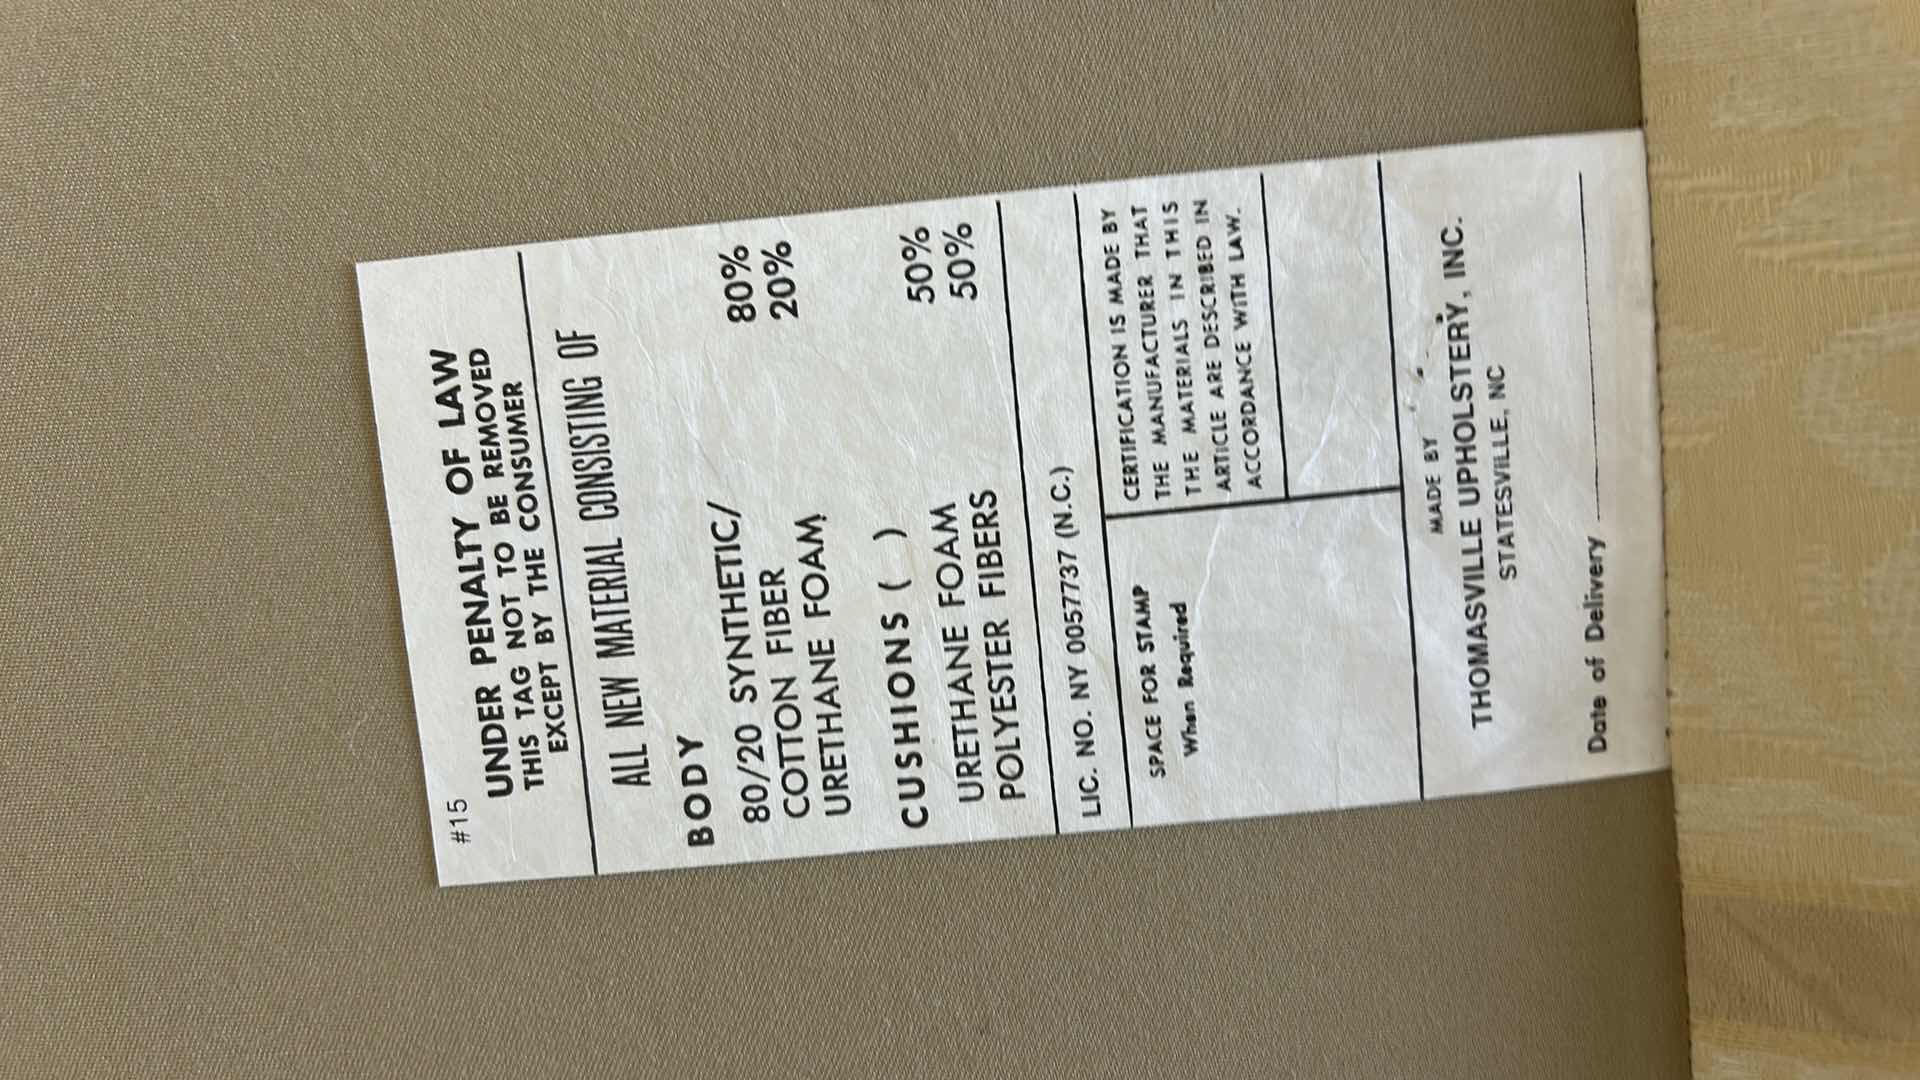 #15
UNDER PENALTY OF LAW
THIS TAG NOT TO BE REMOVED
EXCEPT BY THE CONSUMER
ALL NEW MATERIAL CONSISTING OF
BODY
80/20 SYNTHETIC/ 80%
COTTON FIBER 20%
URETHANE FOAM
CUSHIONS ( )
URETHANE FOAM 50%
POLYESTER FIBERS 50%
LIC. NO. NY 0057737 (N.C.)
SPACE FOR STAMP
When Required
CERTIFICATION IS MADE BY
THE MANUFACTURER THAT
THE MATERIALS IN THIS
ARTICLE ARE DESCRIBED IN
ACCORDANCE WITH LAW.
MADE BY
THOMASVILLE UPHOLSTERY, INC.
STATESVILLE, NC
Date of Delivery